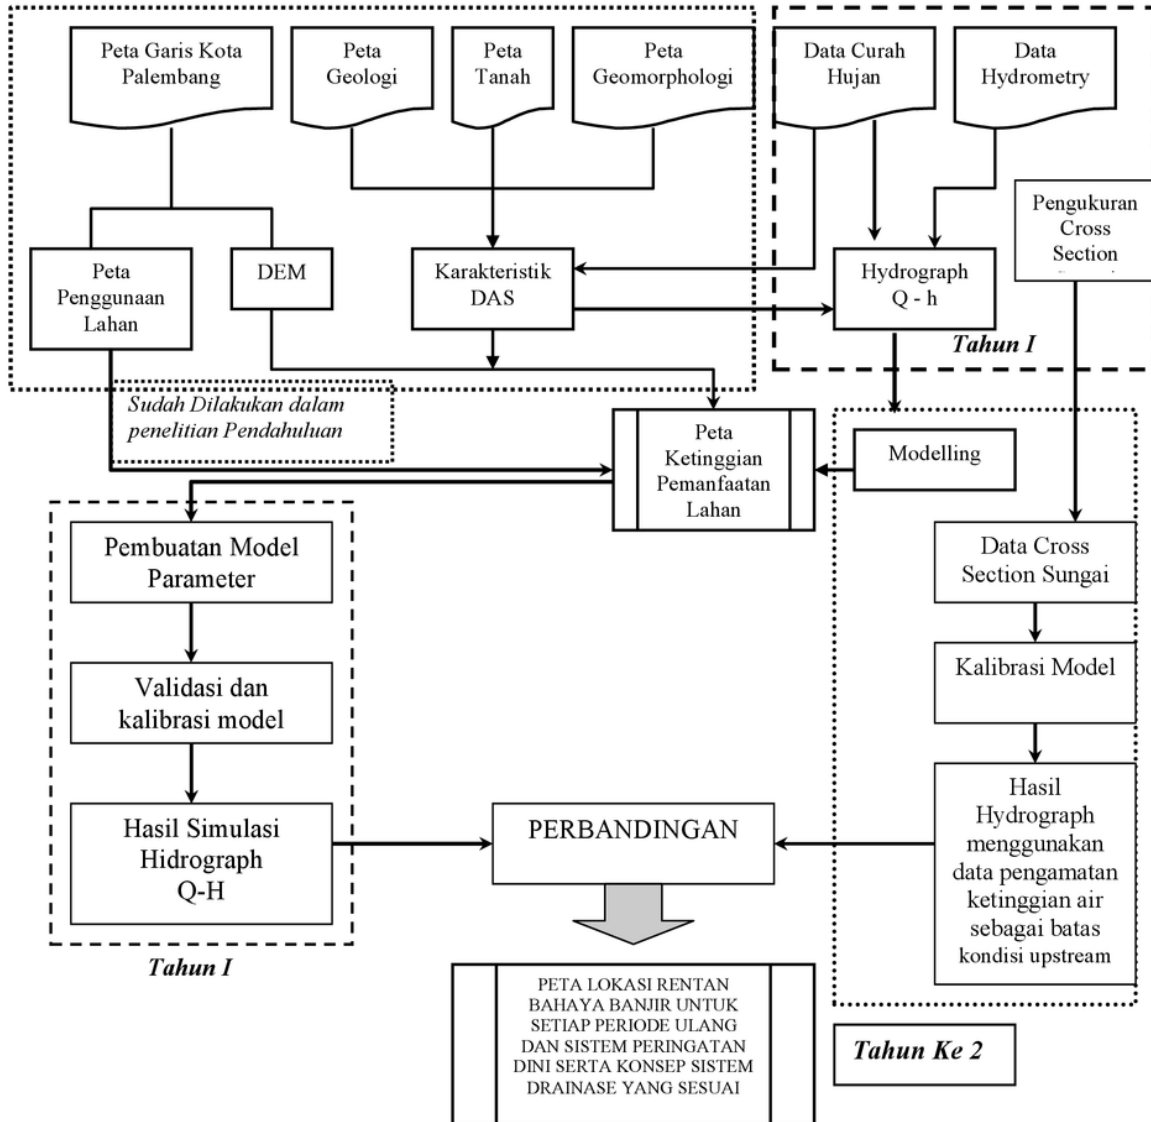 Peta Garis Kota
Palembang
Peta
Geologi
Peta
Tanah
Peta
Geomorphologi
Data Curah
Hujan
Data
Hydrometry
Pengukuran
Cross
Section
Peta
Penggunaan
Lahan
DEM
Karakteristik
DAS
Hydrograph
Q - h
Tahun I
Sudah Dilakukan dalam
penelitian Pendahuluan
Peta
Ketinggian
Pemanfaatan
Lahan
Modelling
Pembuatan Model
Parameter
Data Cross
Section Sungai
Validasi dan
kalibrasi model
Kalibrasi Model
Hasil Simulasi
Hidrograph
Q-H
PERBANDINGAN
Hasil
Hydrograph
menggunakan
data pengamatan
ketinggian air
sebagai batas
kondisi upstream
Tahun I
PETA LOKASI RENTAN
BAHAYA BANJIR UNTUK
SETIAP PERIODE ULANG
DAN SISTEM PERINGATAN
DINI SERTA KONSEP SISTEM
DRAINASE YANG SESUAI
Tahun Ke 2